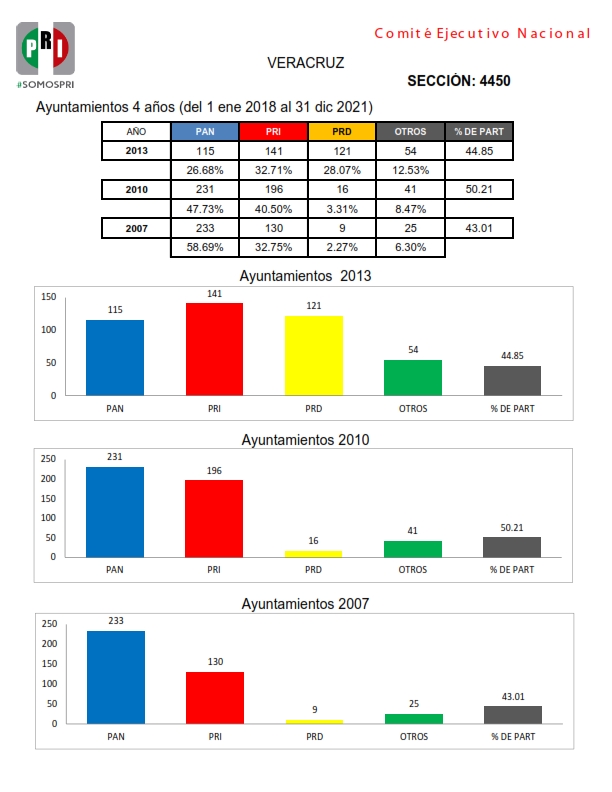 Comité Ejecutivo Nacional
PRI
#SOMOSPRI
VERACRUZ
SECCIÓN: 4450
Ayuntamientos 4 años (del 1 ene 2018 al 31 dic 2021)
AÑO PAN PRI PRD OTROS % DE PART
2013 115 141 121 54 44.85
26.68% 32.71% 28.07% 12.53%
2010 231 196 16 41 50.21
47.73% 40.50% 3.31% 8.47%
2007 233 130 9 25 43.01
58.69% 32.75% 2.27% 6.30%
Ayuntamientos 2013
150
100
50
0
115 141 121 54 44.85
PAN PRI PRD OTROS % DE PART
Ayuntamientos 2010
250
200
150
100
50
0
231 196 16 41 50.21
PAN PRI PRD OTROS % DE PART
Ayuntamientos 2007
250
200
150
100
50
0
233 130 9 25 43.01
PAN PRI PRD OTROS % DE PART